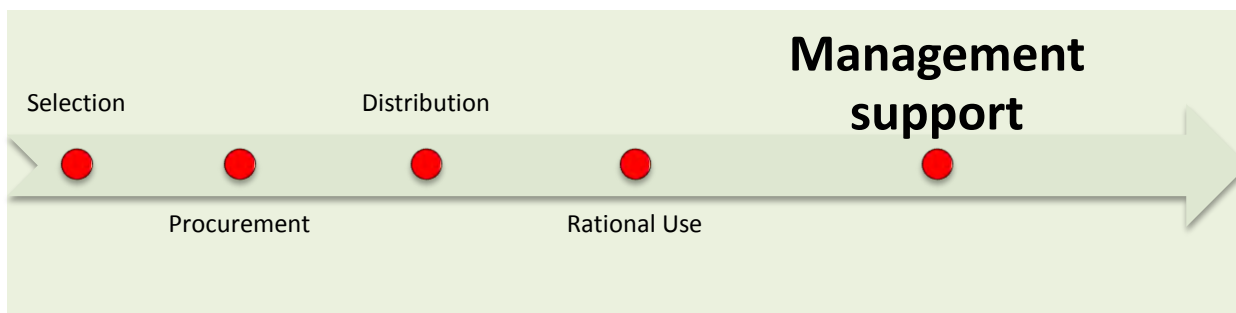 Selection
Procurement
Distribution
Rational Use
Management
support